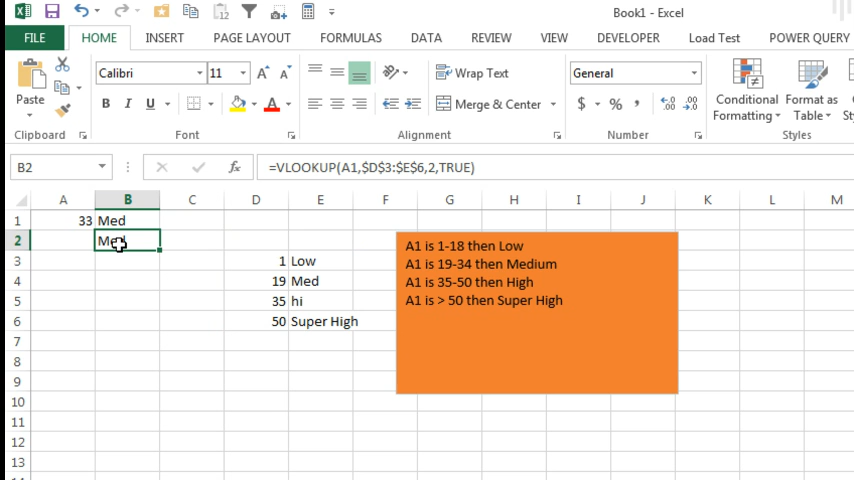 Book1 - Excel
FILE HOME INSERT PAGE LAYOUT FORMULAS DATA REVIEW VIEW DEVELOPER Load Test POWER QUERY
Paste Calibri 11 Wrap Text General Conditional Formatting Format as Table
B I U A Merge & Center $ % ,
Clipboard Font Alignment Number Styles
B2 fx =VLOOKUP(A1,$D$3:$E$6,2,TRUE)
A B C D E F G H I J K L M
1 33 Med
2
3 1 Low
4 19 Med
5 35 hi
6 50 Super High
7
8
9
10
11
12
13
A1 is 1-18 then Low
A1 is 19-34 then Medium
A1 is 35-50 then High
A1 is > 50 then Super High